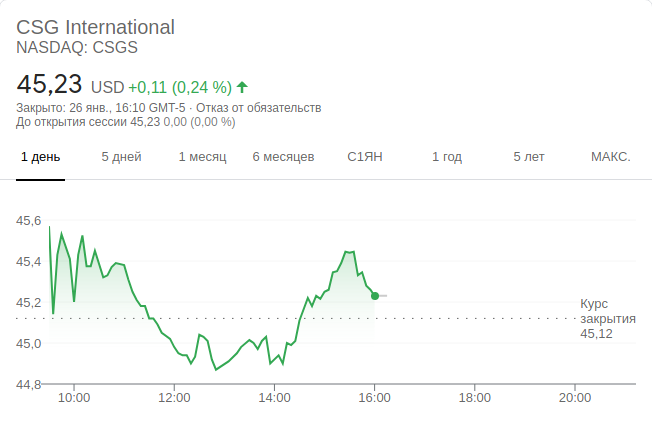 CSG International
NASDAQ: CSGS
45,23 USD +0,11 (0,24 %)
Закрыто: 26 янв., 16:10 GMT-5 · Отказ от обязательств
До открытия сессии 45,23 0,00 (0,00 %)
1 день 5 дней 1 месяц 6 месяцев С1ЯН 1 год 5 лет МАКС.
45,6
45,4
45,2
45,0
44,8
Курс
закрытия
45,12
10:00 12:00 14:00 16:00 18:00 20:00